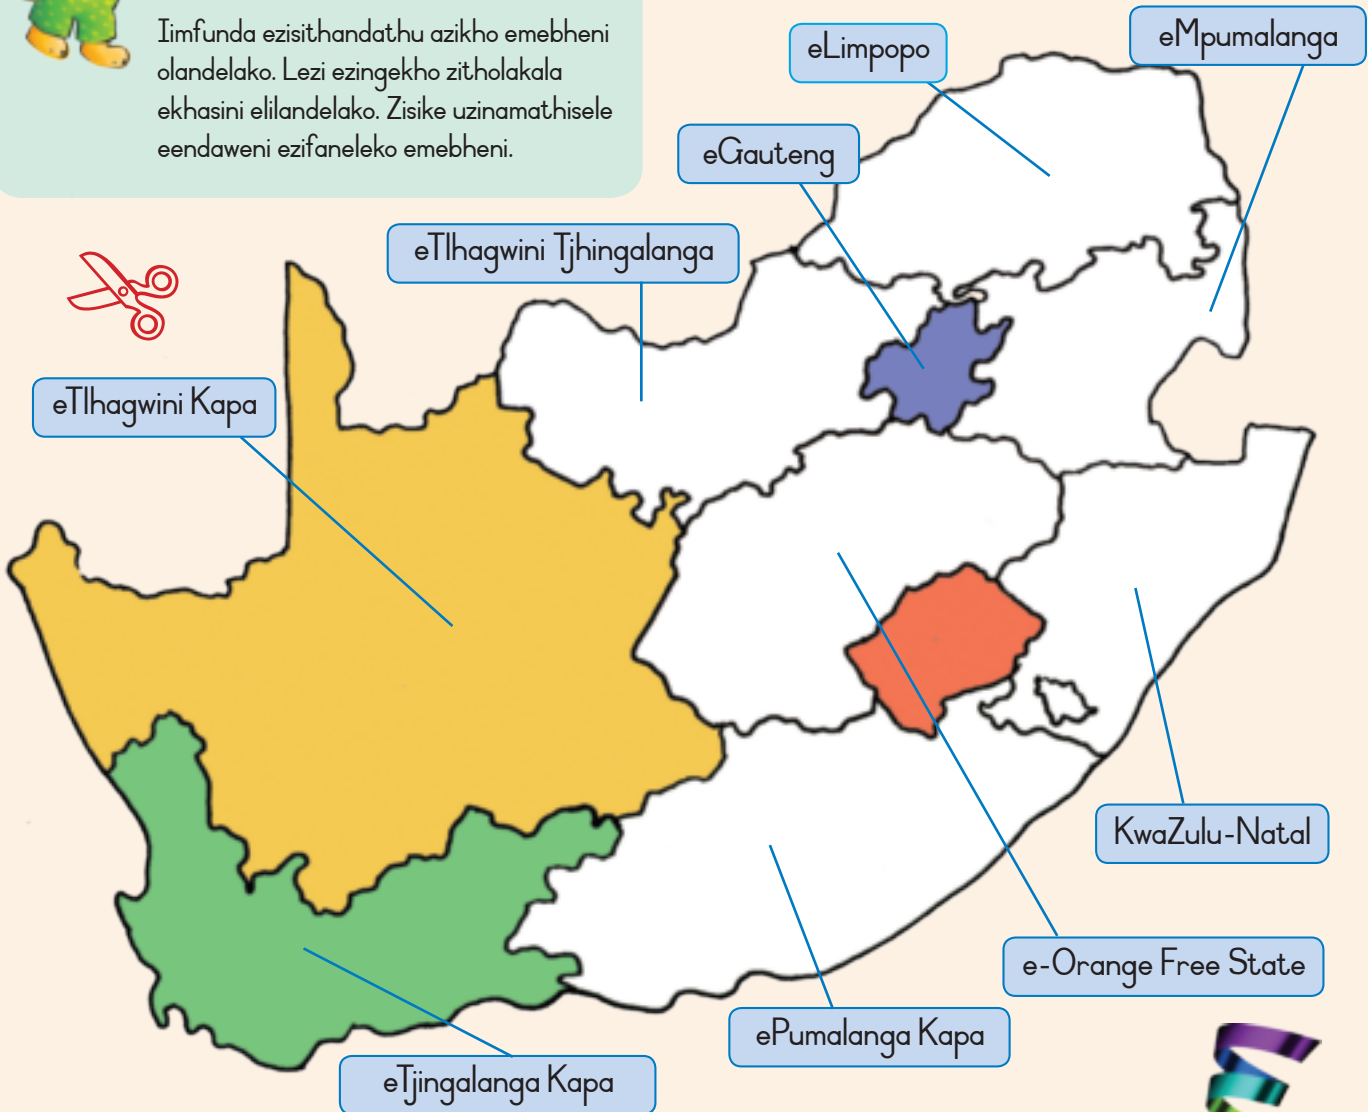 Iimfunda ezisithandathu azikho emebheni
olandelako. Lezi ezingekho zitholakala
ekhasini elilandelako. Zisike uzinamathisele
eendaweni ezifaneleko emebheni.
eLimpopo
eMpumalanga
eGauteng
eTlhagwini Tjhingalanga
eTlhagwini Kapa
KwaZulu-Natal
e-Orange Free State
ePumalanga Kapa
eTjingalanga Kapa